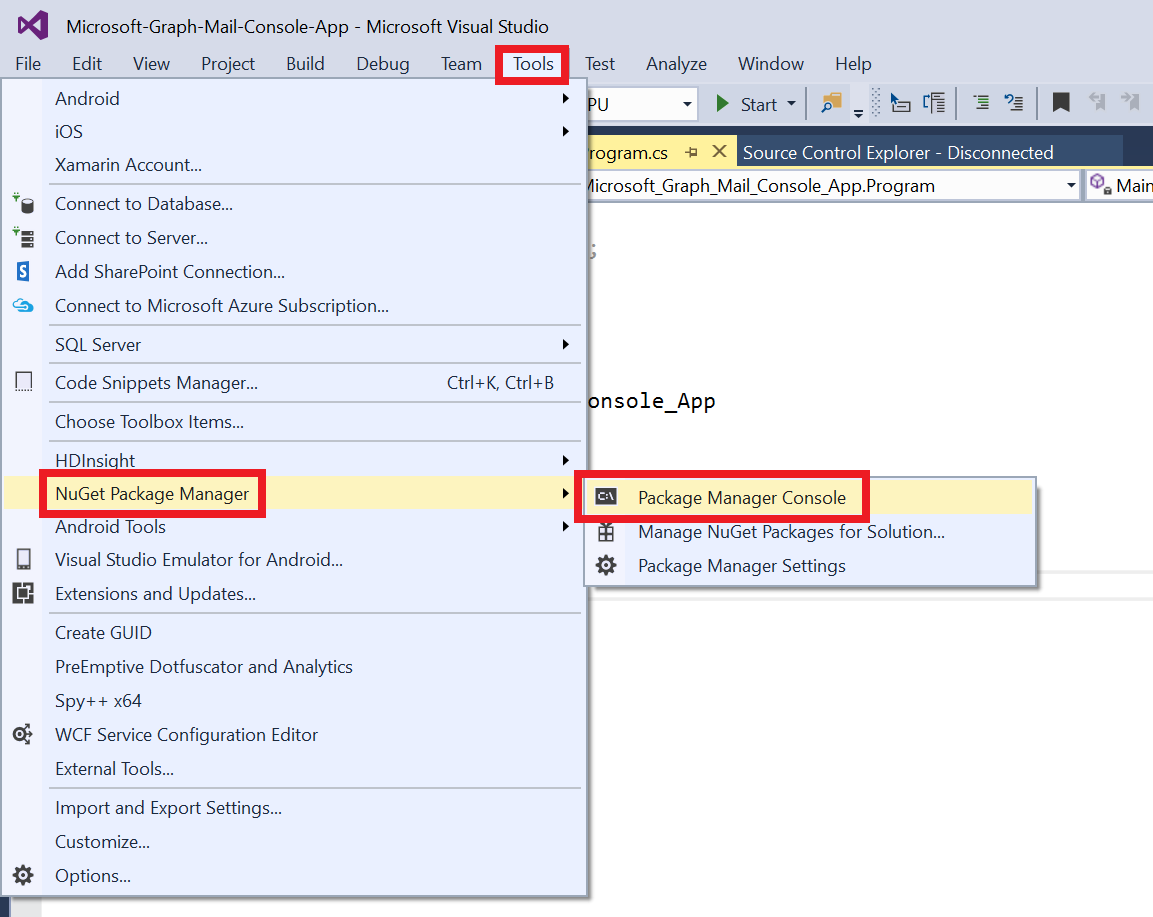 Microsoft-Graph-Mail-Console-App - Microsoft Visual Studio
File Edit View Project Build Debug Team Tools Test Analyze Window Help
Android
iOS
Xamarin Account...
Connect to Database...
Connect to Server...
Add SharePoint Connection...
Connect to Microsoft Azure Subscription...
SQL Server
Code Snippets Manager... Ctrl+K, Ctrl+B
Choose Toolbox Items...
HDInsight
NuGet Package Manager
Android Tools
Visual Studio Emulator for Android...
Extensions and Updates...
Create GUID
PreEmptive Dotfuscator and Analytics
Spy++ x64
WCF Service Configuration Editor
External Tools...
Import and Export Settings...
Customize...
Options...
PU Start
rogram.cs Source Control Explorer - Disconnected
Microsoft_Graph_Mail_Console_App.Program Main
;
onsole_App
C:\ Package Manager Console
Manage NuGet Packages for Solution...
Package Manager Settings